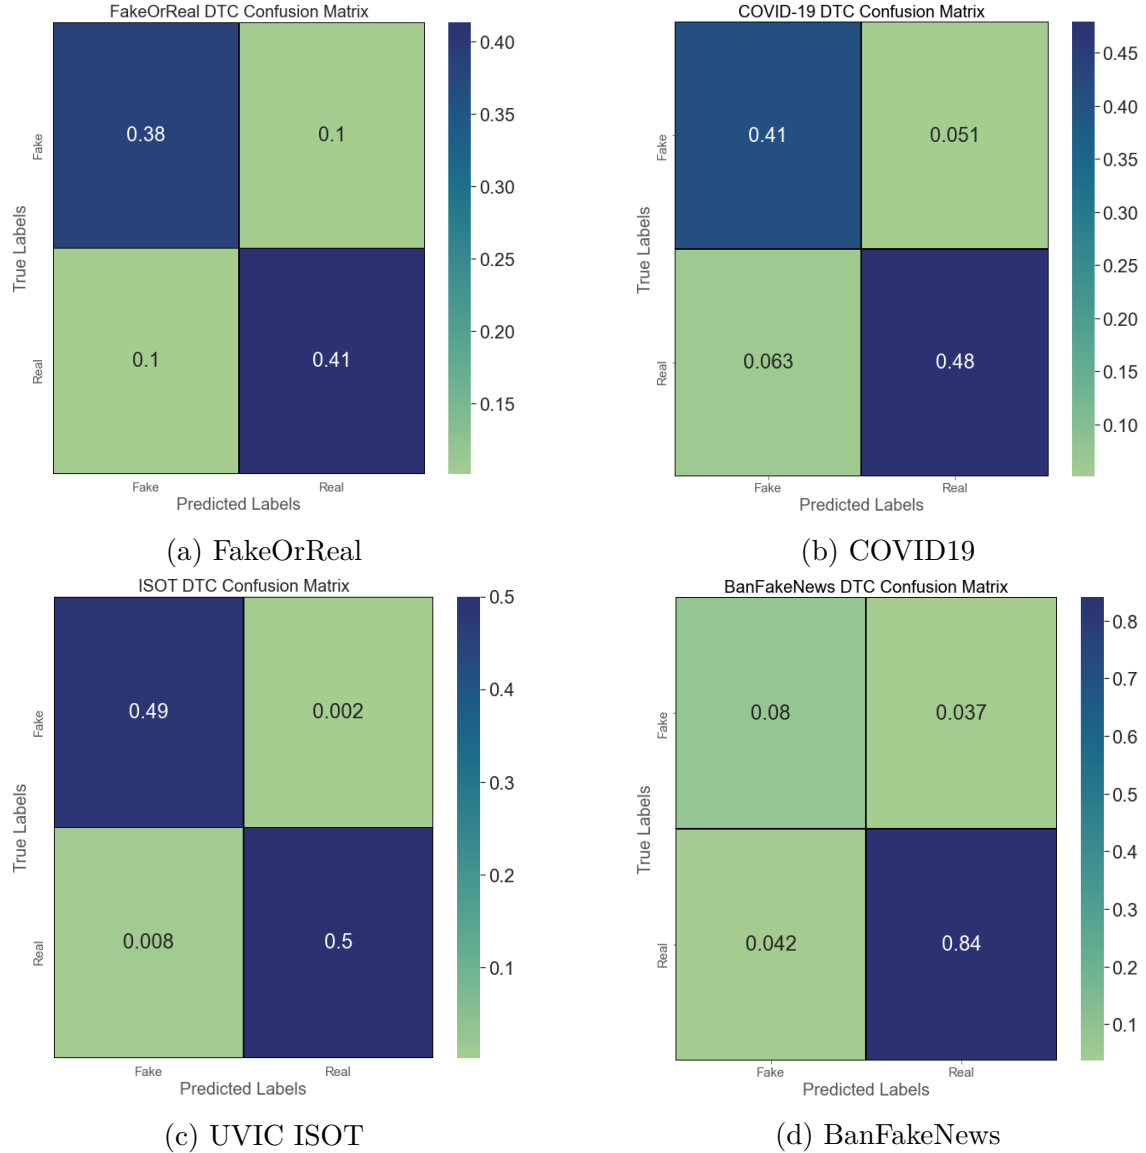 FakeOrReal DTC Confusion Matrix
True Labels
Fake
Real
0.38
0.1
0.1
0.41
Fake
Real
Predicted Labels
0.40
0.35
0.30
0.25
0.20
0.15
(a) FakeOrReal
COVID-19 DTC Confusion Matrix
True Labels
Fake
Real
0.41
0.051
0.063
0.48
Fake
Real
Predicted Labels
0.45
0.40
0.35
0.30
0.25
0.20
0.15
0.10
(b) COVID19
ISOT DTC Confusion Matrix
True Labels
Fake
Real
0.49
0.002
0.008
0.5
Fake
Real
Predicted Labels
0.5
0.4
0.3
0.2
0.1
(c) UVIC ISOT
BanFakeNews DTC Confusion Matrix
True Labels
Fake
Real
0.08
0.037
0.042
0.84
Fake
Real
Predicted Labels
0.8
0.7
0.6
0.5
0.4
0.3
0.2
0.1
(d) BanFakeNews